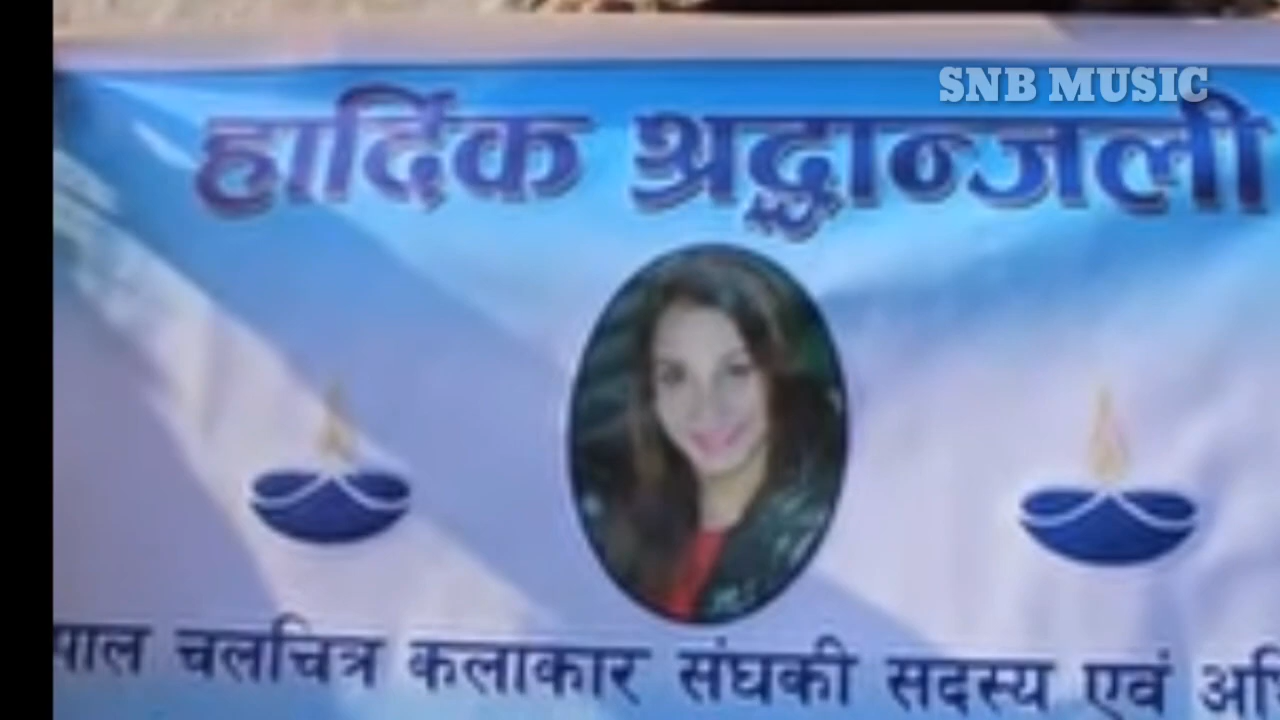 SNB MUSIC
हार्दिक श्रद्धान्जली
पाल चलचित्र कलाकार संघकी सदस्य एवं